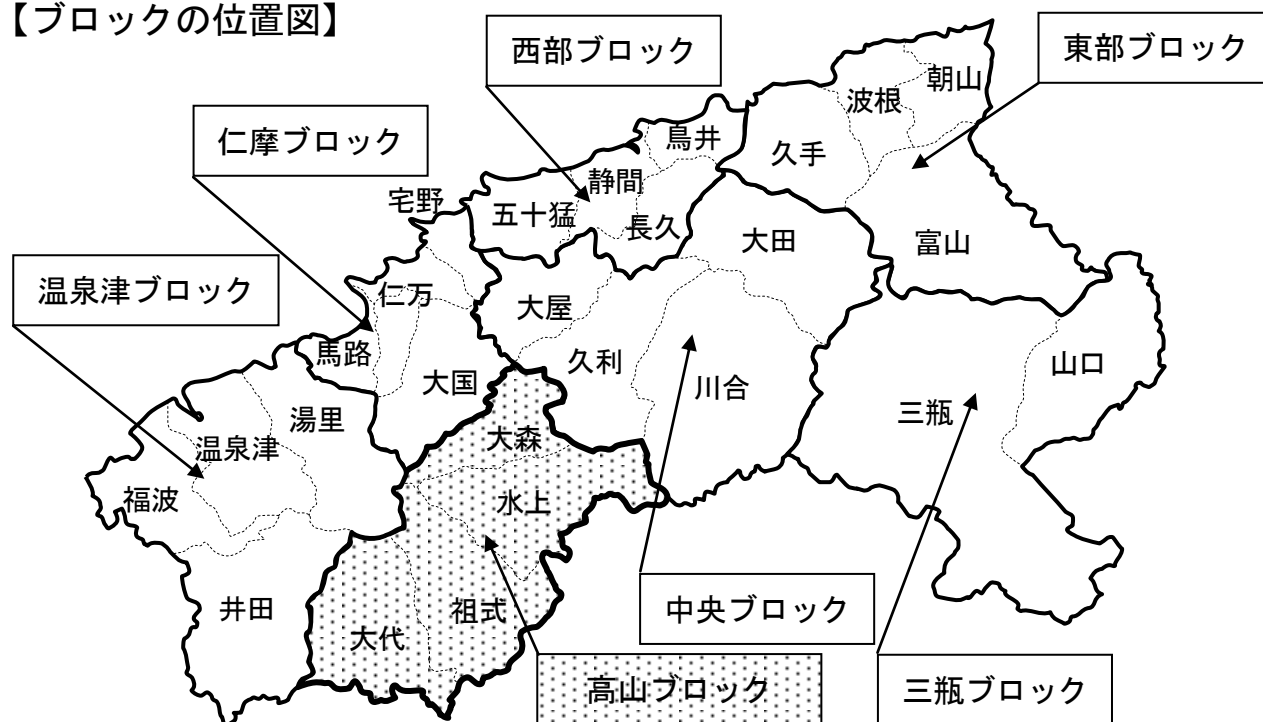 【ブロックの位置図】
西部ブロック
東部ブロック
朝山
波根
仁摩ブロック
鳥井
久手
静間
宅野
五十猛
長久
大田
富山
温泉津ブロック
仁万
大屋
馬路
久利
山口
大国
川合
湯里
三瓶
温泉津
大森
福波
水上
井田
祖式
中央ブロック
大代
高山ブロック
三瓶ブロック